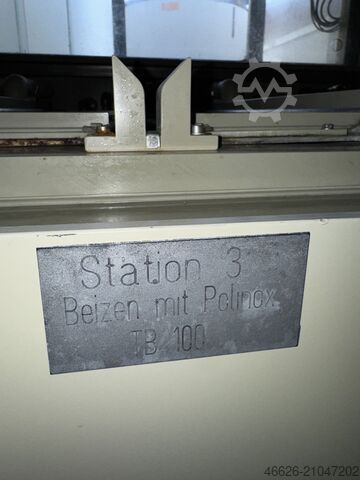 Station 3
Beizen mit Polinox
TB 100
46626-21047202